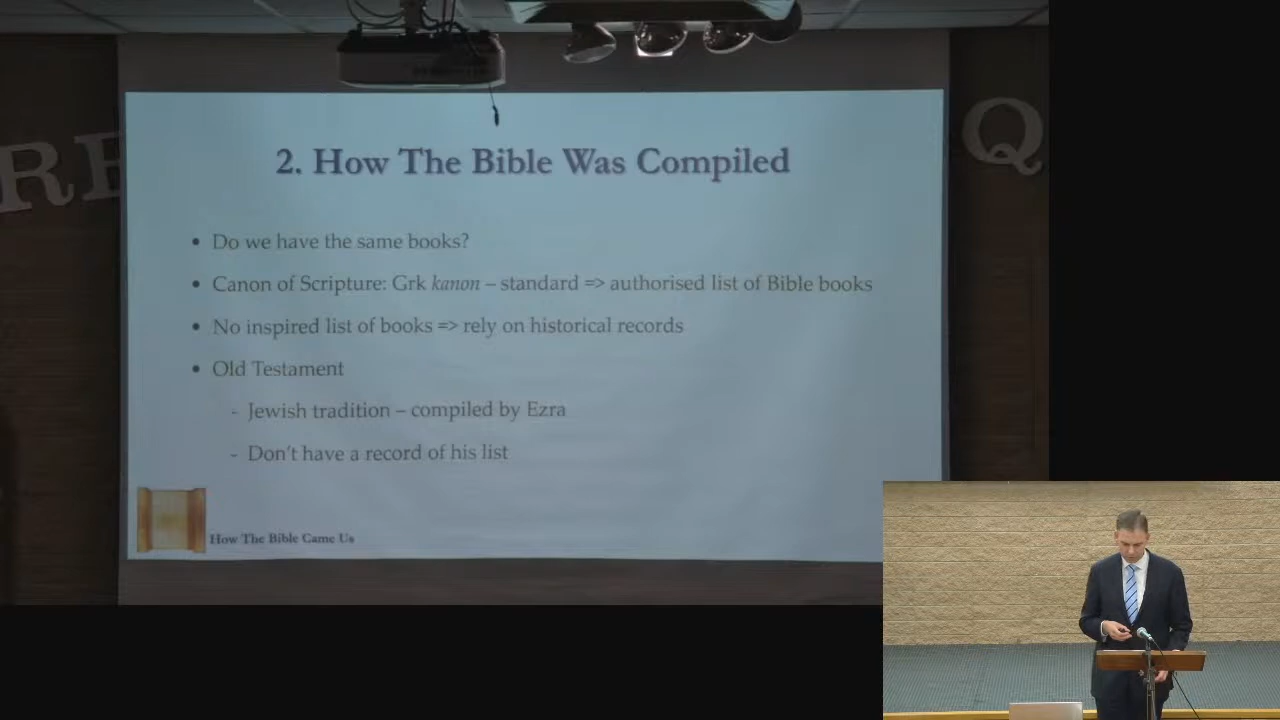 RE
Q
2. How The Bible Was Compiled
• Do we have the same books?
• Canon of Scripture: Grk kanon – standard => authorised list of Bible books
• No inspired list of books => rely on historical records
• Old Testament
- Jewish tradition – compiled by Ezra
- Don't have a record of his list
How The Bible Came Us